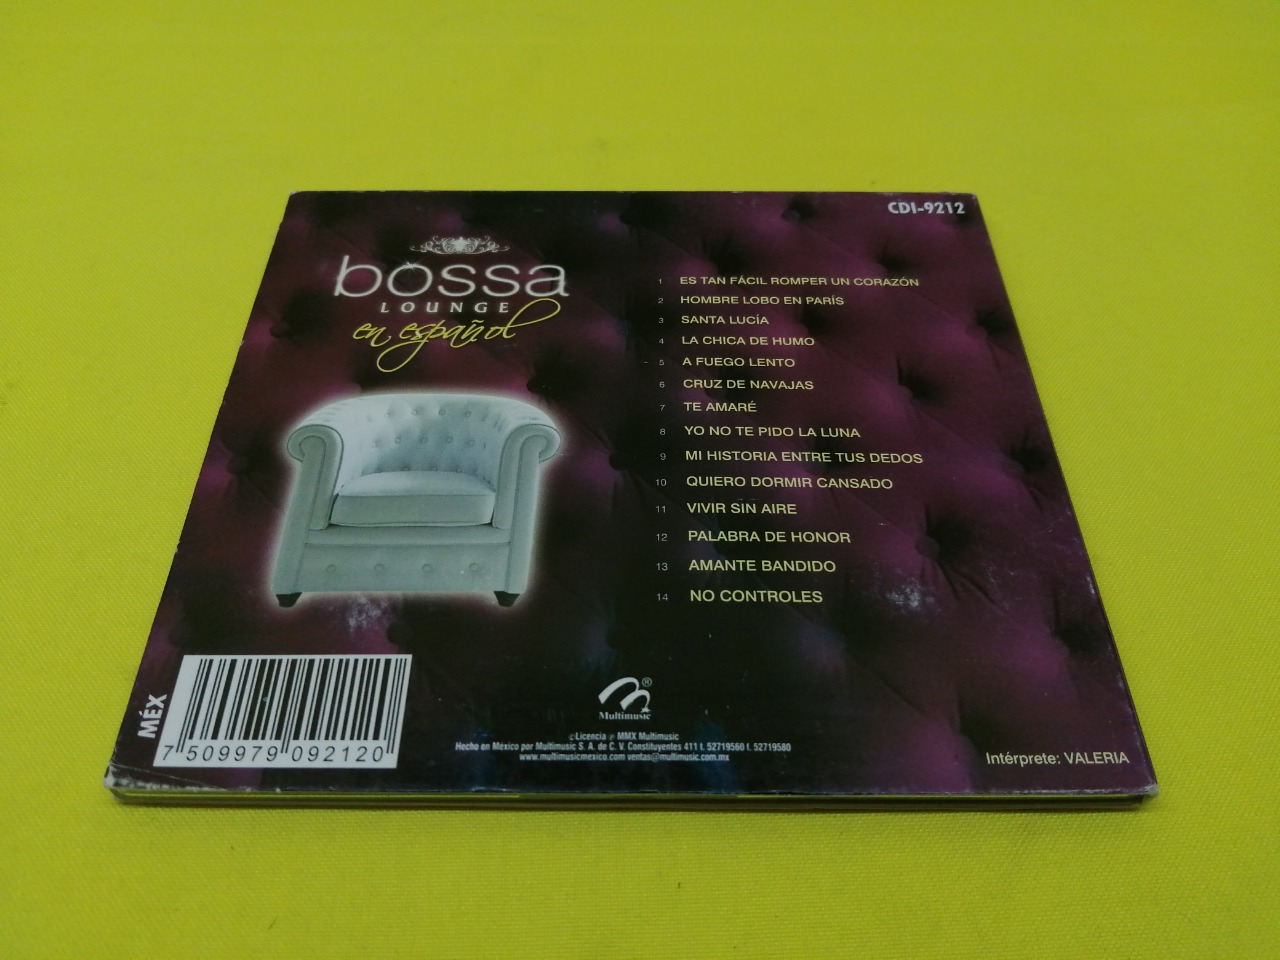 CDI-9212
bossa
LOUNGE
en español
1 ES TAN FÁCIL ROMPER UN CORAZÓN
2 HOMBRE LOBO EN PARÍS
3 SANTA LUCÍA
4 LA CHICA DE HUMO
5 A FUEGO LENTO
6 CRUZ DE NAVAJAS
7 TE AMARÉ
8 YO NO TE PIDO LA LUNA
9 MI HISTORIA ENTRE TUS DEDOS
10 QUIERO DORMIR CANSADO
11 VIVIR SIN AIRE
12 PALABRA DE HONOR
13 AMANTE BANDIDO
14 NO CONTROLES
MÉX
7 509979 092120
®
Multimusic
©Licencia ℗ MMX Multimusic
Hecho en México por Multimusic S. A. de C. V. Constituyentes 411 t. 52719560 f. 52719580
www.multimusicmexico.com ventas@multimusic.com.mx
Intérprete: VALERIA